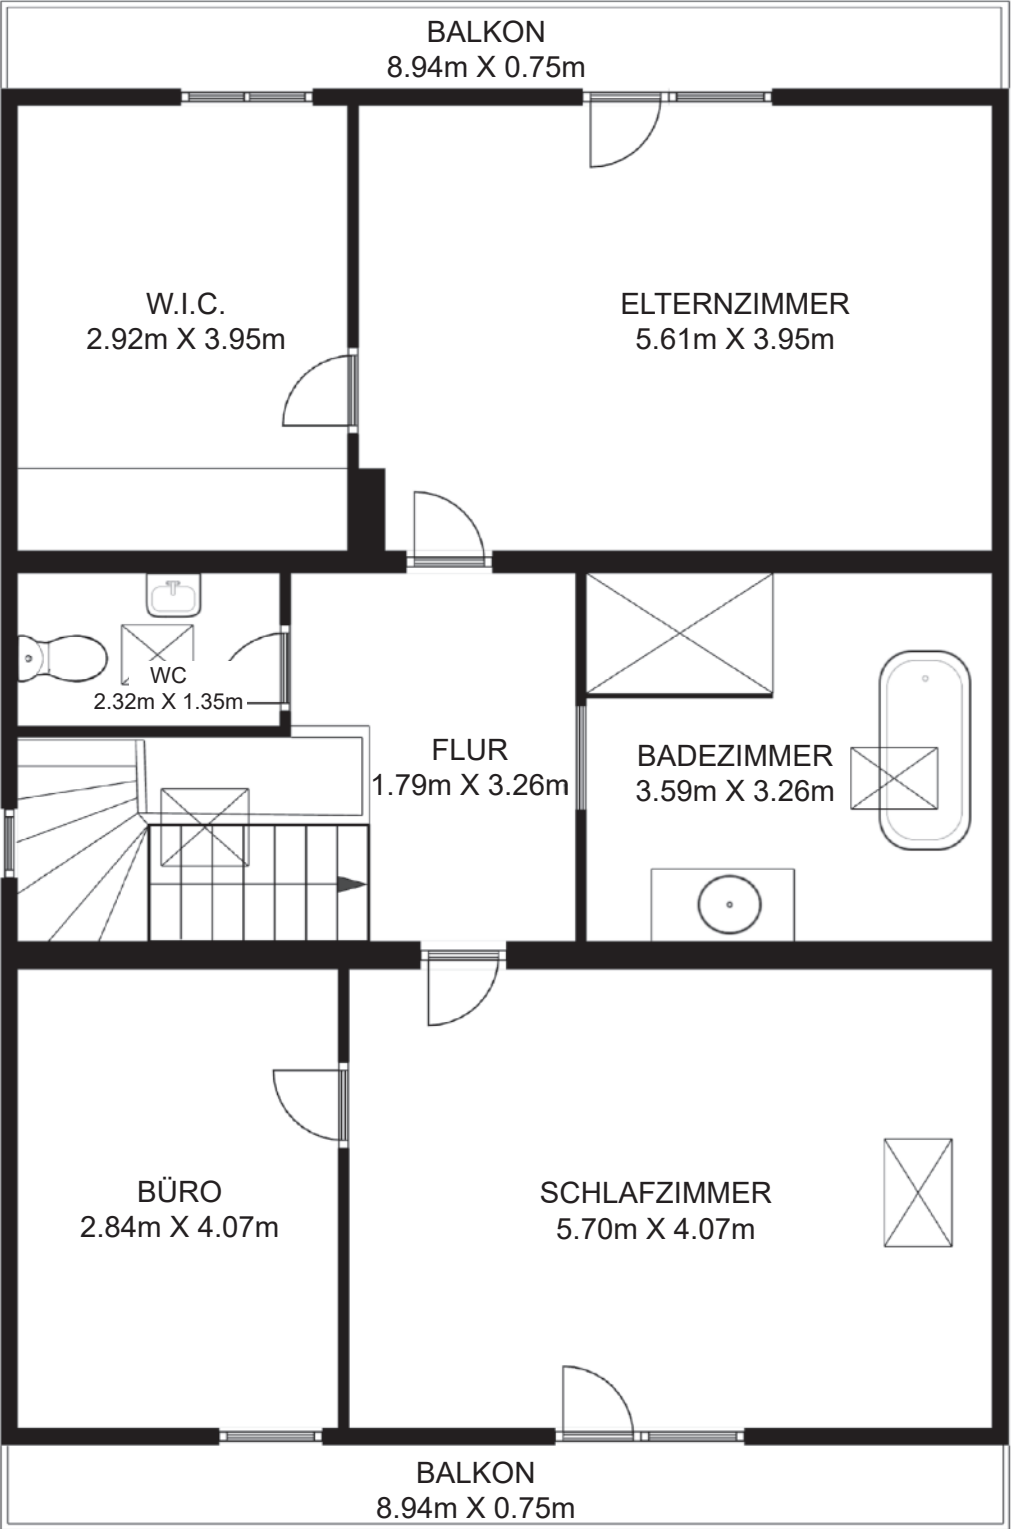 BALKON
8.94m X 0.75m
W.I.C.
2.92m X 3.95m
ELTERNZIMMER
5.61m X 3.95m
WC
2.32m X 1.35m
FLUR
1.79m X 3.26m
BADEZIMMER
3.59m X 3.26m
BÜRO
2.84m X 4.07m
SCHLAFZIMMER
5.70m X 4.07m
BALKON
8.94m X 0.75m